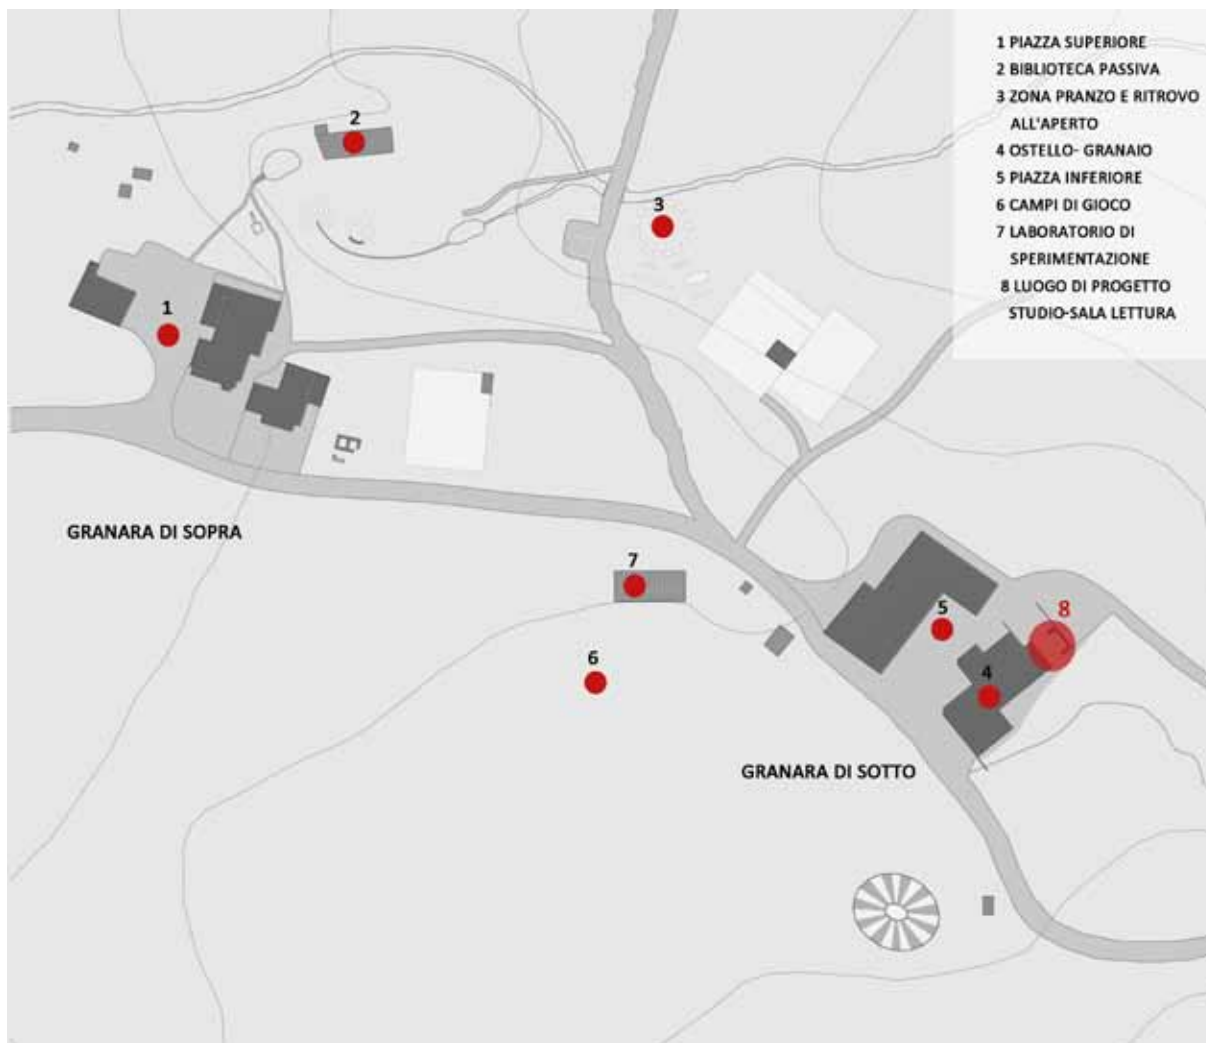 1 PIAZZA SUPERIORE
2 BIBLIOTECA PASSIVA
3 ZONA PRANZO E RITROVO
ALL'APERTO
4 OSTELLO- GRANAIO
5 PIAZZA INFERIORE
6 CAMPI DI GIOCO
7 LABORATORIO DI
SPERIMENTAZIONE
8 LUOGO DI PROGETTO
STUDIO-SALA LETTURA
2
3
1
GRANARA DI SOPRA
7
5
8
6
4
GRANARA DI SOTTO